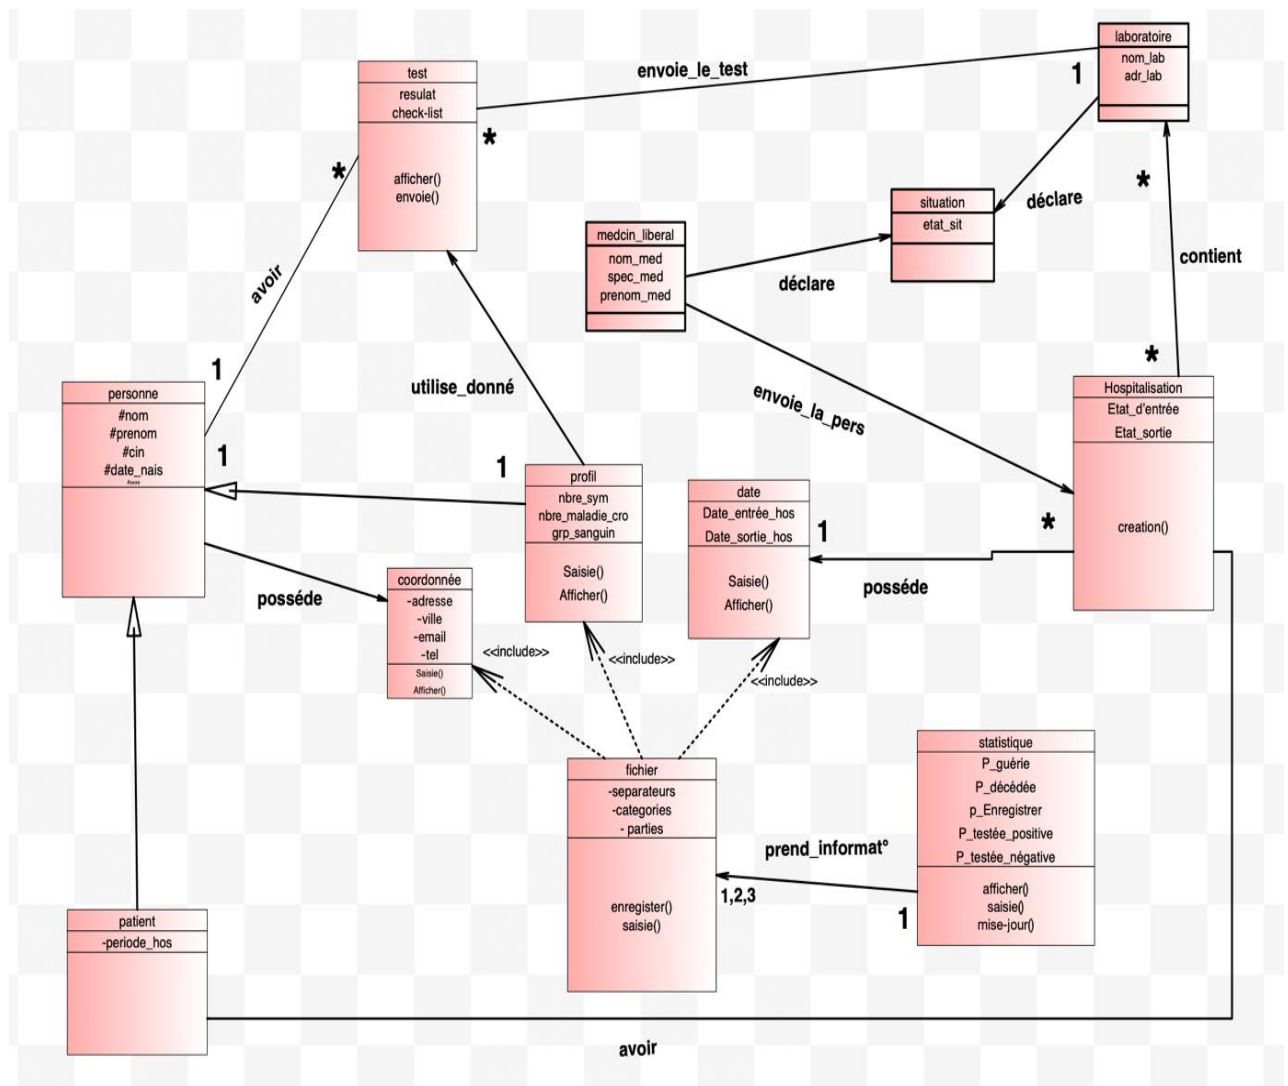 laboratoire
nom_lab
adr_lab
1
envoie_le_test
test
resulat
check-list
afficher()
envoie()
*
*
*
déclare
situation
etat_sit
medcin_liberal
nom_med
spec_med
prenom_med
déclare
contient
avoir
1
*
utilise_donné
envoie_la_pers
Hospitalisation
Etat_d'entrée
Etat_sortie
creation()
*
personne
#nom
#prenom
#cin
#date_nais
1
1
profil
nbre_sym
nbre_maladie_cro
grp_sanguin
Saisie()
Afficher()
date
Date_entrée_hos
Date_sortie_hos
Saisie()
Afficher()
1
posséde
posséde
coordonnée
-adresse
-ville
-email
-tel
Saisie()
Afficher()
<<include>>
<<include>>
<<include>>
fichier
-separateurs
-categories
- parties
enregister()
saisie()
statistique
P_guérie
P_décédée
p_Enregistrer
P_testée_positive
P_testée_négative
afficher()
saisie()
mise-jour()
prend_informat°
1,2,3
1
patient
-periode_hos
avoir